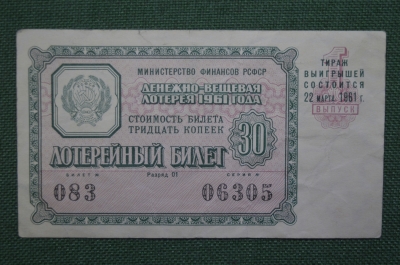 МИНИСТЕРСТВО ФИНАНСОВ РСФСР
ДЕНЕЖНО-ВЕЩЕВАЯ
ЛОТЕРЕЯ 1961 ГОДА
СТОИМОСТЬ БИЛЕТА
ТРИДЦАТЬ КОПЕЕК
30
ЛОТЕРЕЙНЫЙ БИЛЕТ
БИЛЕТ № Разряд 01 СЕРИЯ №
083 06305
1
ТИРАЖ
ВЫИГРЫШЕЙ
СОСТОИТСЯ
22 МАРТА 1961 г.
ВЫПУСК